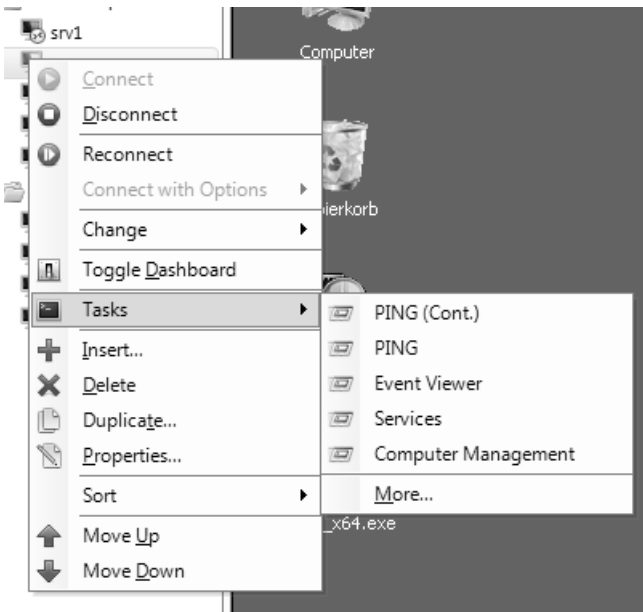 srv1
Computer
Connect
Disconnect
Reconnect
Connect with Options
ierkorb
Change
Toggle Dashboard
Tasks
PING (Cont.)
PING
Event Viewer
Services
Computer Management
More...
Insert...
Delete
Duplicate...
Properties...
Sort
Move Up
Move Down
_x64.exe